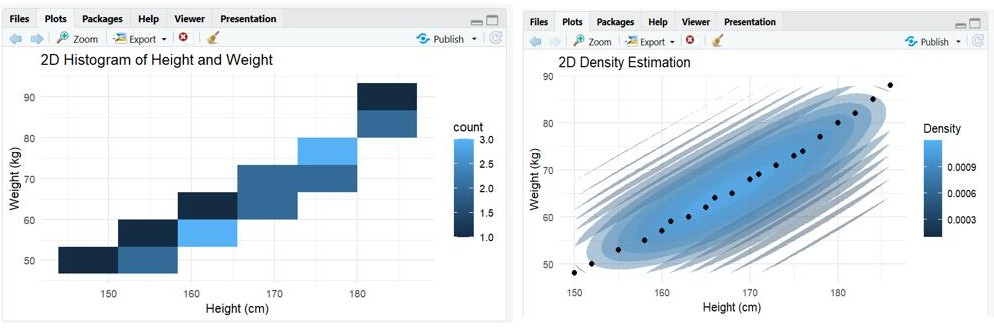 Files Plots Packages Help Viewer Presentation
Zoom Export Publish
2D Histogram of Height and Weight
90
80
70
60
50
Weight (kg)
150 160 170 180
Height (cm)
count
3.0
2.5
2.0
1.5
1.0
Files Plots Packages Help Viewer Presentation
Zoom Export Publish
2D Density Estimation
90
80
70
60
50
Weight (kg)
150 160 170 180
Height (cm)
Density
0.0009
0.0006
0.0003